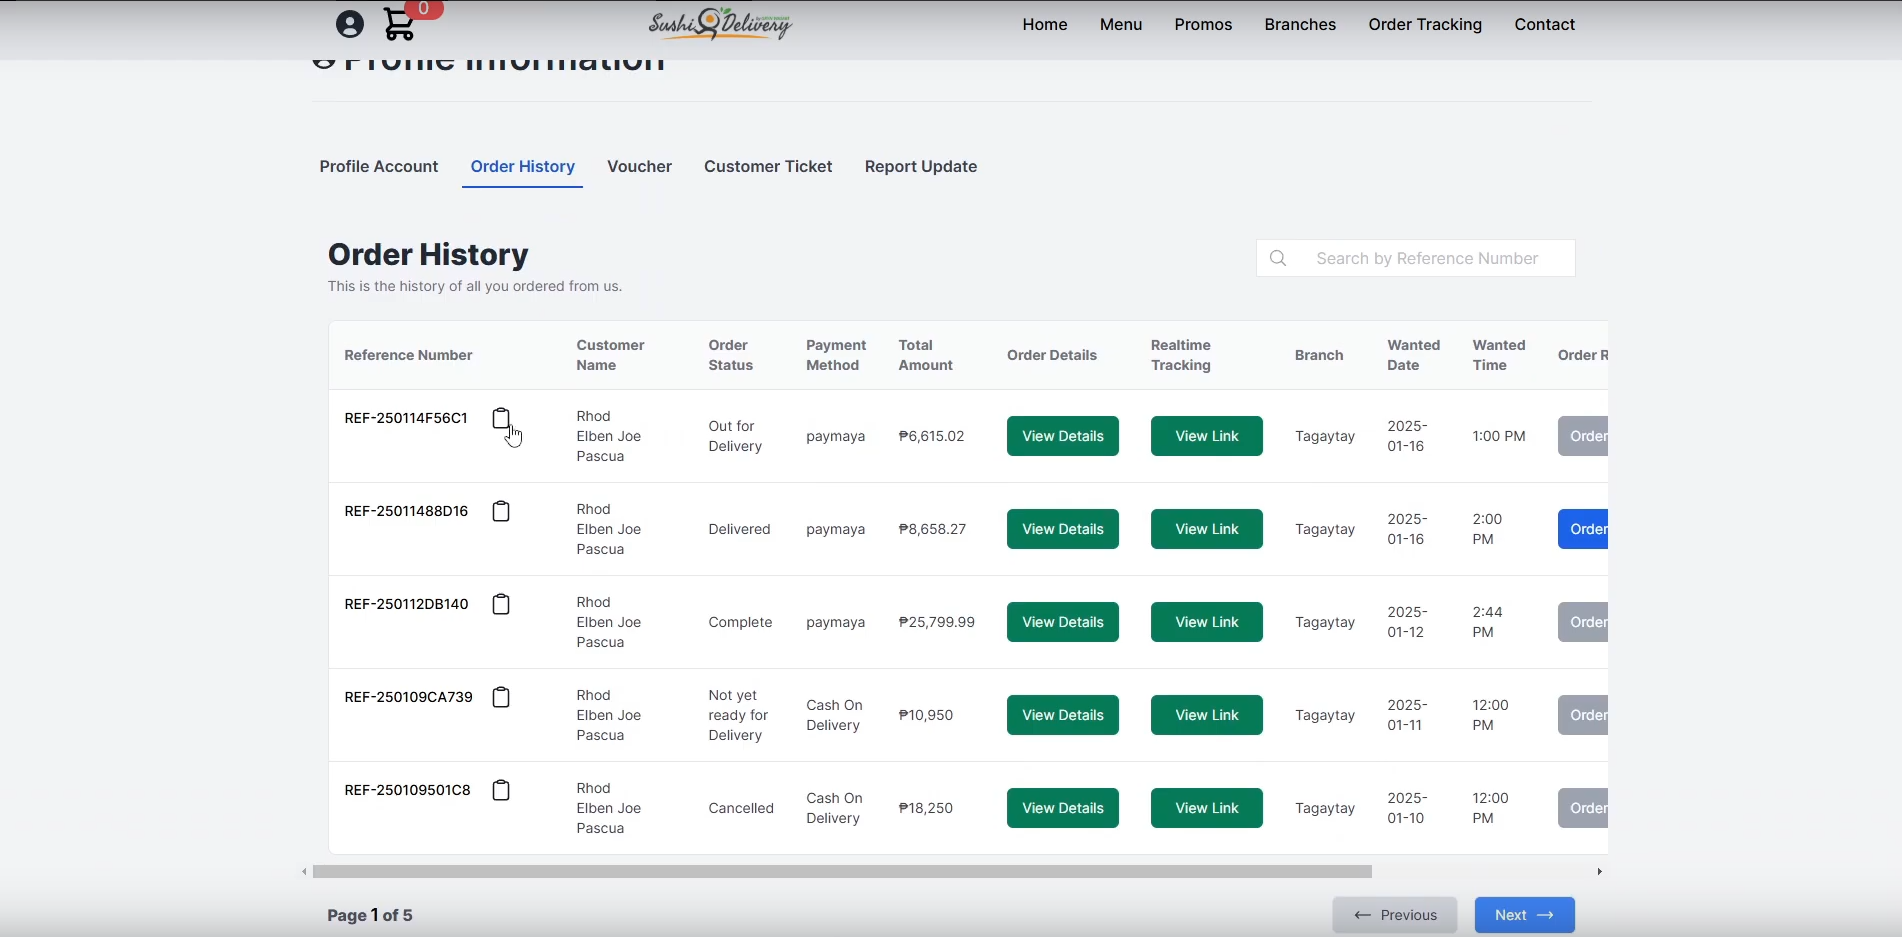 0
Sushi Delivery
Home Menu Promos Branches Order Tracking Contact
Profile Information
Profile Account Order History Voucher Customer Ticket Report Update
Order History
Search by Reference Number
This is the history of all you ordered from us.
Reference Number Customer Name Order Status Payment Method Total Amount Order Details Realtime Tracking Branch Wanted Date Wanted Time Order R
REF-250114F56C1 Rhod Elben Joe Pascua Out for Delivery paymaya ₱6,615.02 View Details View Link Tagaytay 2025-01-16 1:00 PM Order
REF-25011488D16 Rhod Elben Joe Pascua Delivered paymaya ₱8,658.27 View Details View Link Tagaytay 2025-01-16 2:00 PM Order
REF-250112DB140 Rhod Elben Joe Pascua Complete paymaya ₱25,799.99 View Details View Link Tagaytay 2025-01-12 2:44 PM Order
REF-250109CA739 Rhod Elben Joe Pascua Not yet ready for Delivery Cash On Delivery ₱10,950 View Details View Link Tagaytay 2025-01-11 12:00 PM Order
REF-250109501C8 Rhod Elben Joe Pascua Cancelled Cash On Delivery ₱18,250 View Details View Link Tagaytay 2025-01-10 12:00 PM Order
Page 1 of 5
← Previous Next →